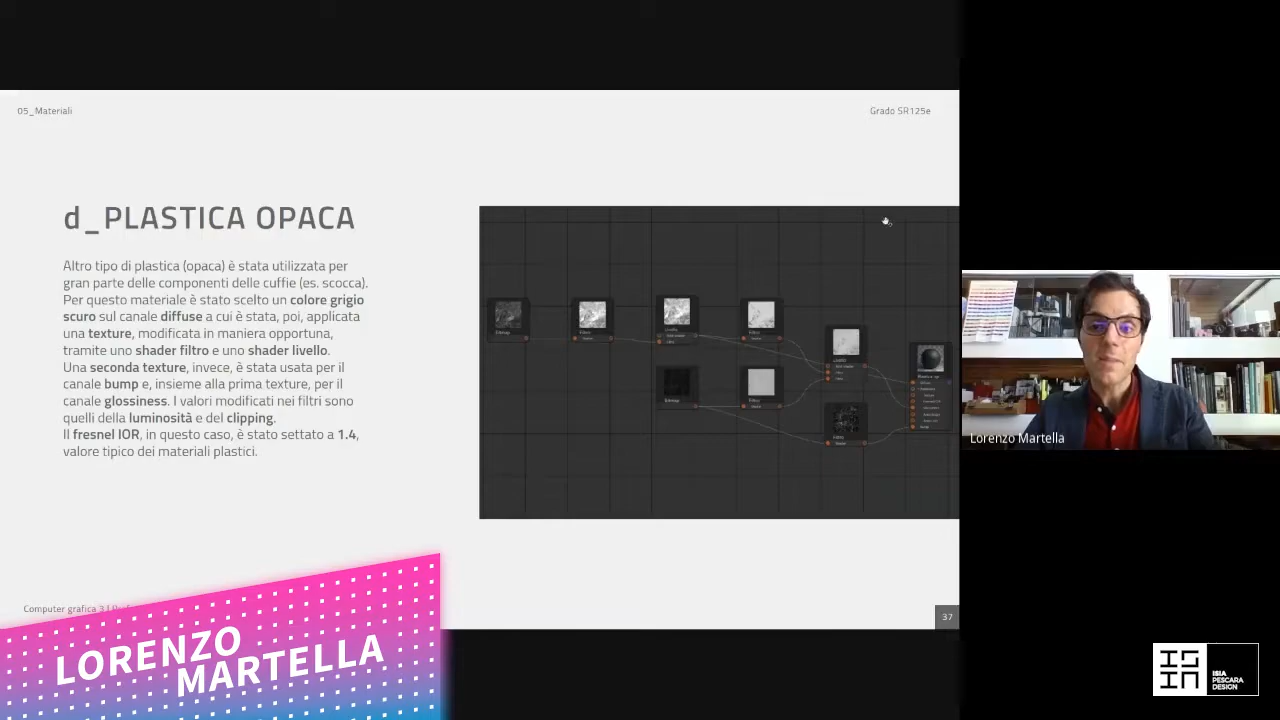 05_Materiali
Grado SR125e
d_PLASTICA OPACA
Altro tipo di plastica (opaca) è stata utilizzata per
gran parte delle componenti delle cuffie (es. scocca).
Per questo materiale è stato scelto un colore grigio
scuro sul canale diffuse a cui è stata poi applicata
una texture, modificata in maniera opportuna,
tramite uno shader filtro e uno shader livello.
Una seconda texture, invece, è stata usata per il
canale bump e, insieme alla prima texture, per il
canale glossiness. I valori modificati nei filtri sono
quelli della luminosità e del clipping.
Il fresnel IOR, in questo caso, è stato settato a 1.4,
valore tipico dei materiali plastici.
Computer grafica 3
37
LORENZO
MARTELLA
Lorenzo Martella
ISIA
PESCARA
DESIGN